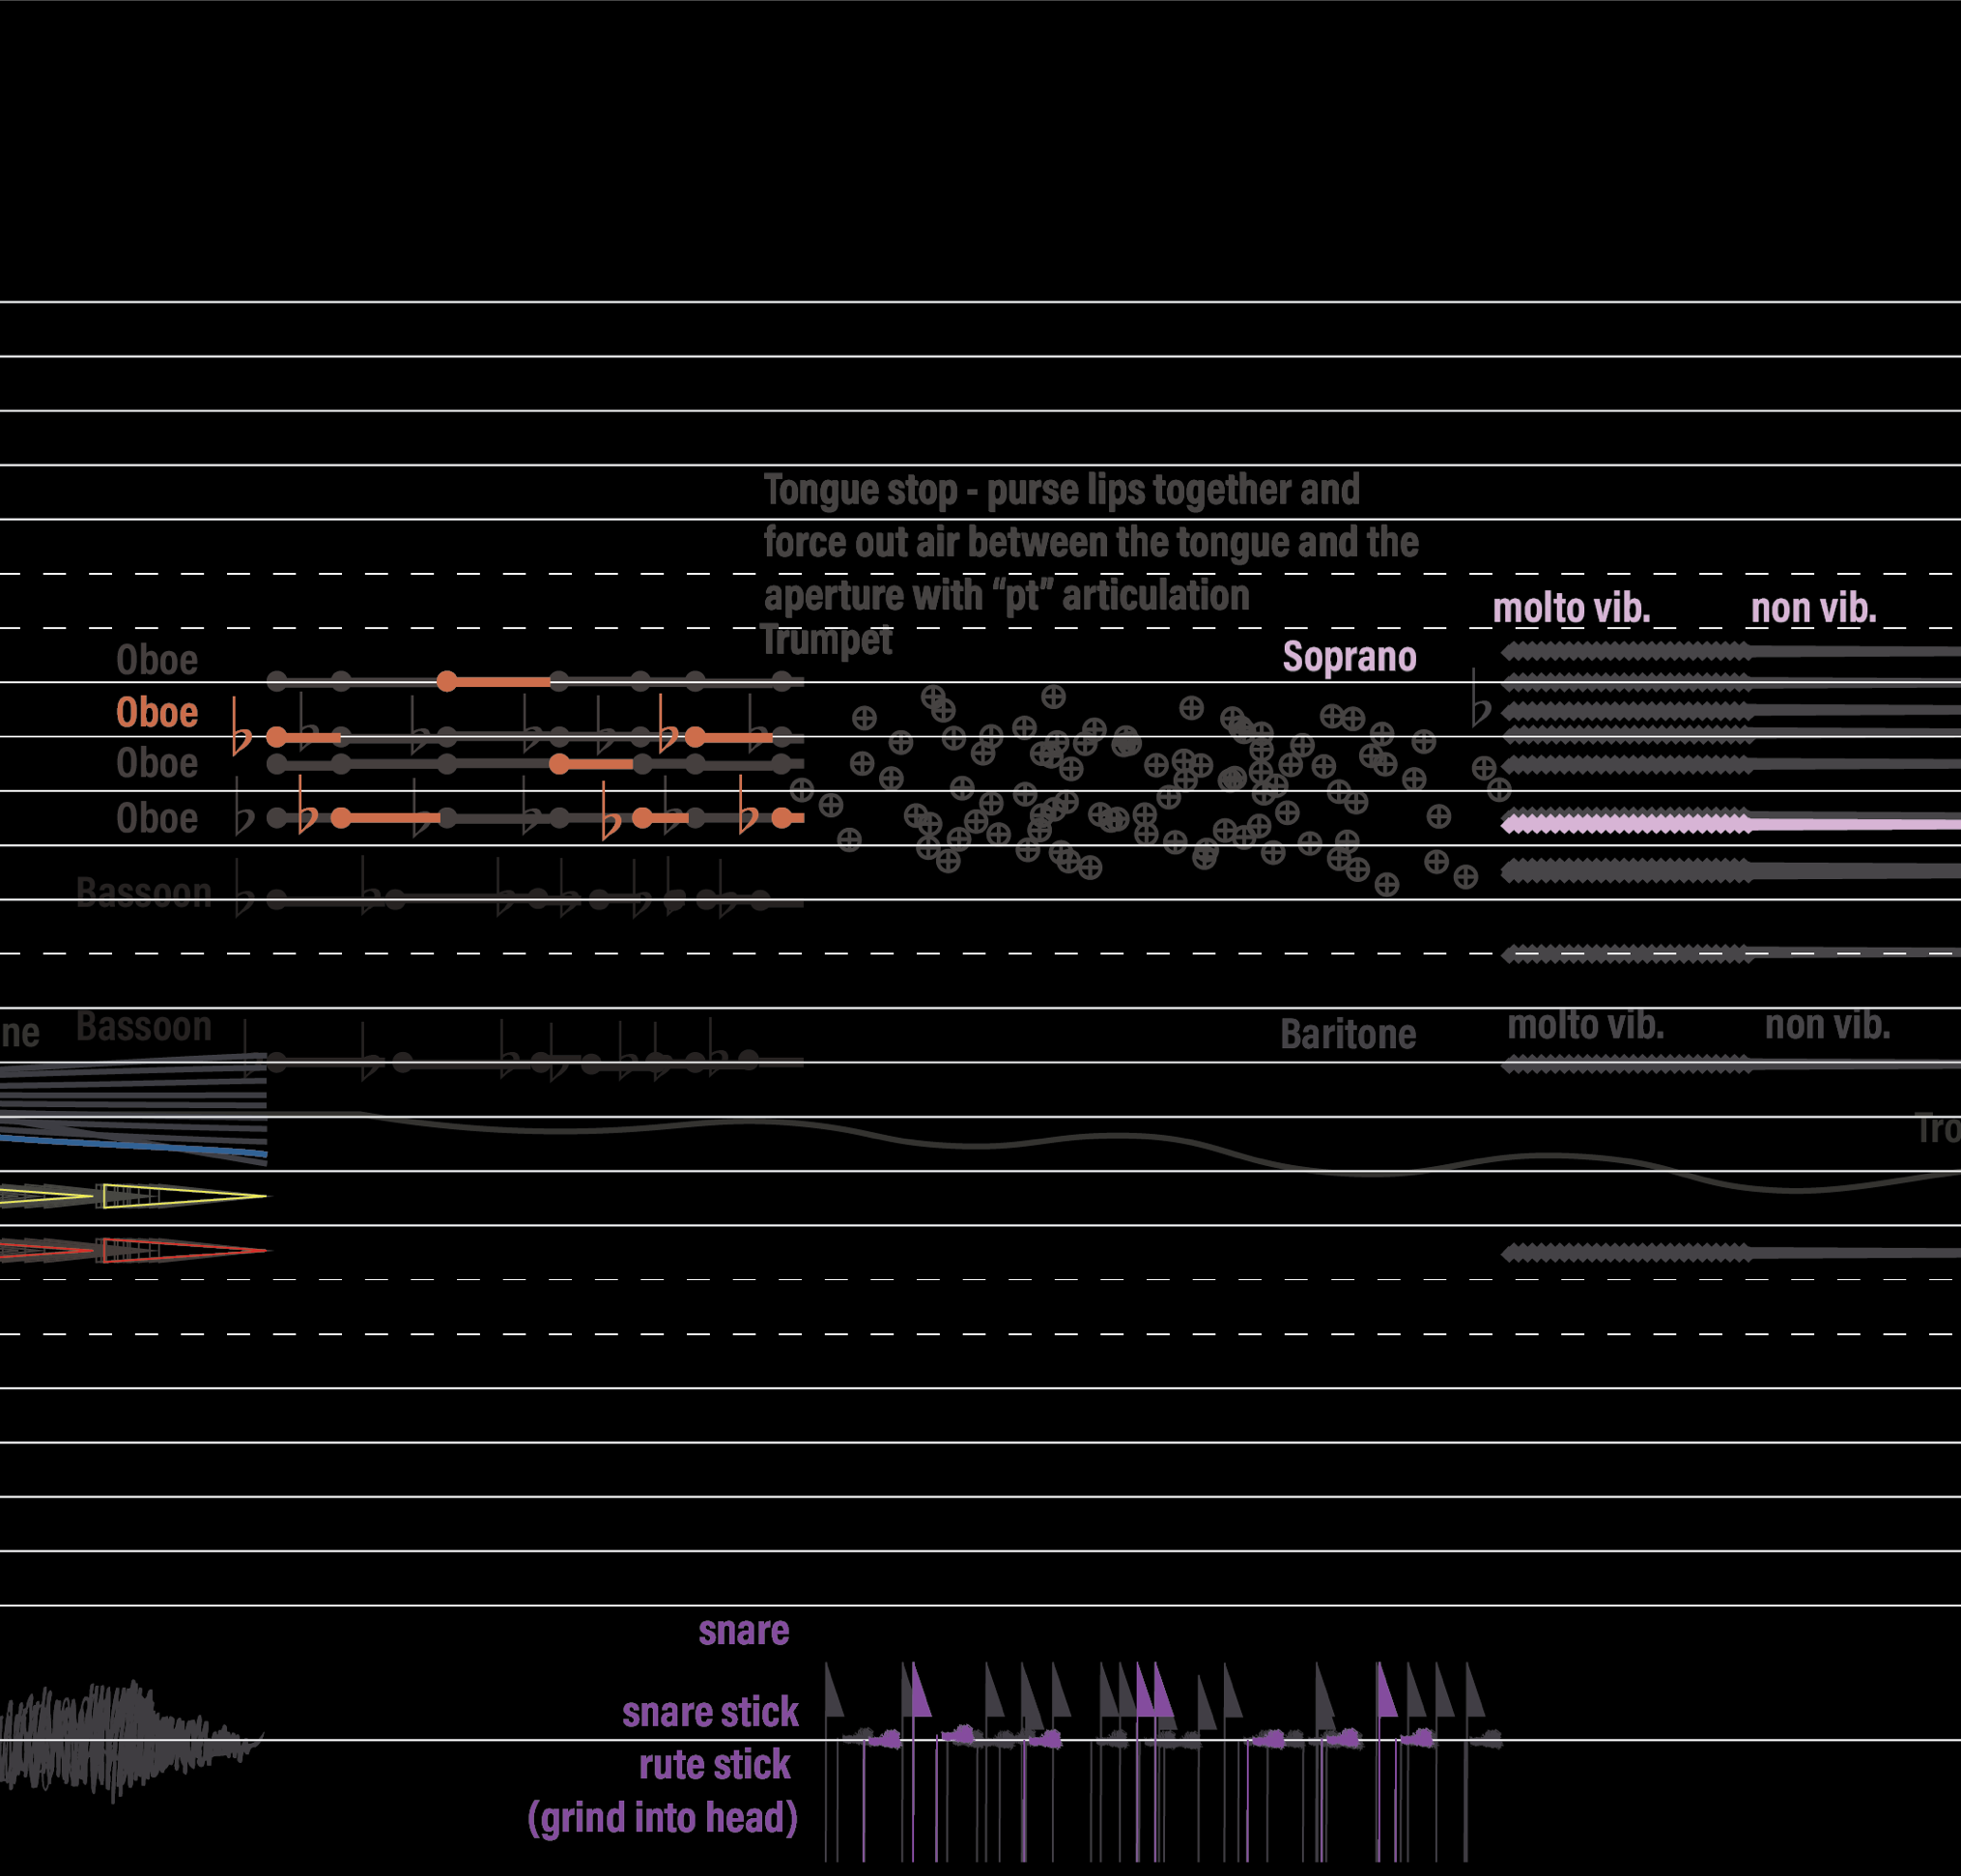 Tongue stop - purse lips together and
force out air between the tongue and the
aperture with “pt” articulation
Trumpet
molto vib.
non vib.
Soprano
Oboe
Oboe
Oboe
Oboe
Bassoon
ne
Bassoon
Baritone
molto vib.
non vib.
Tro
snare
snare stick
rute stick
(grind into head)